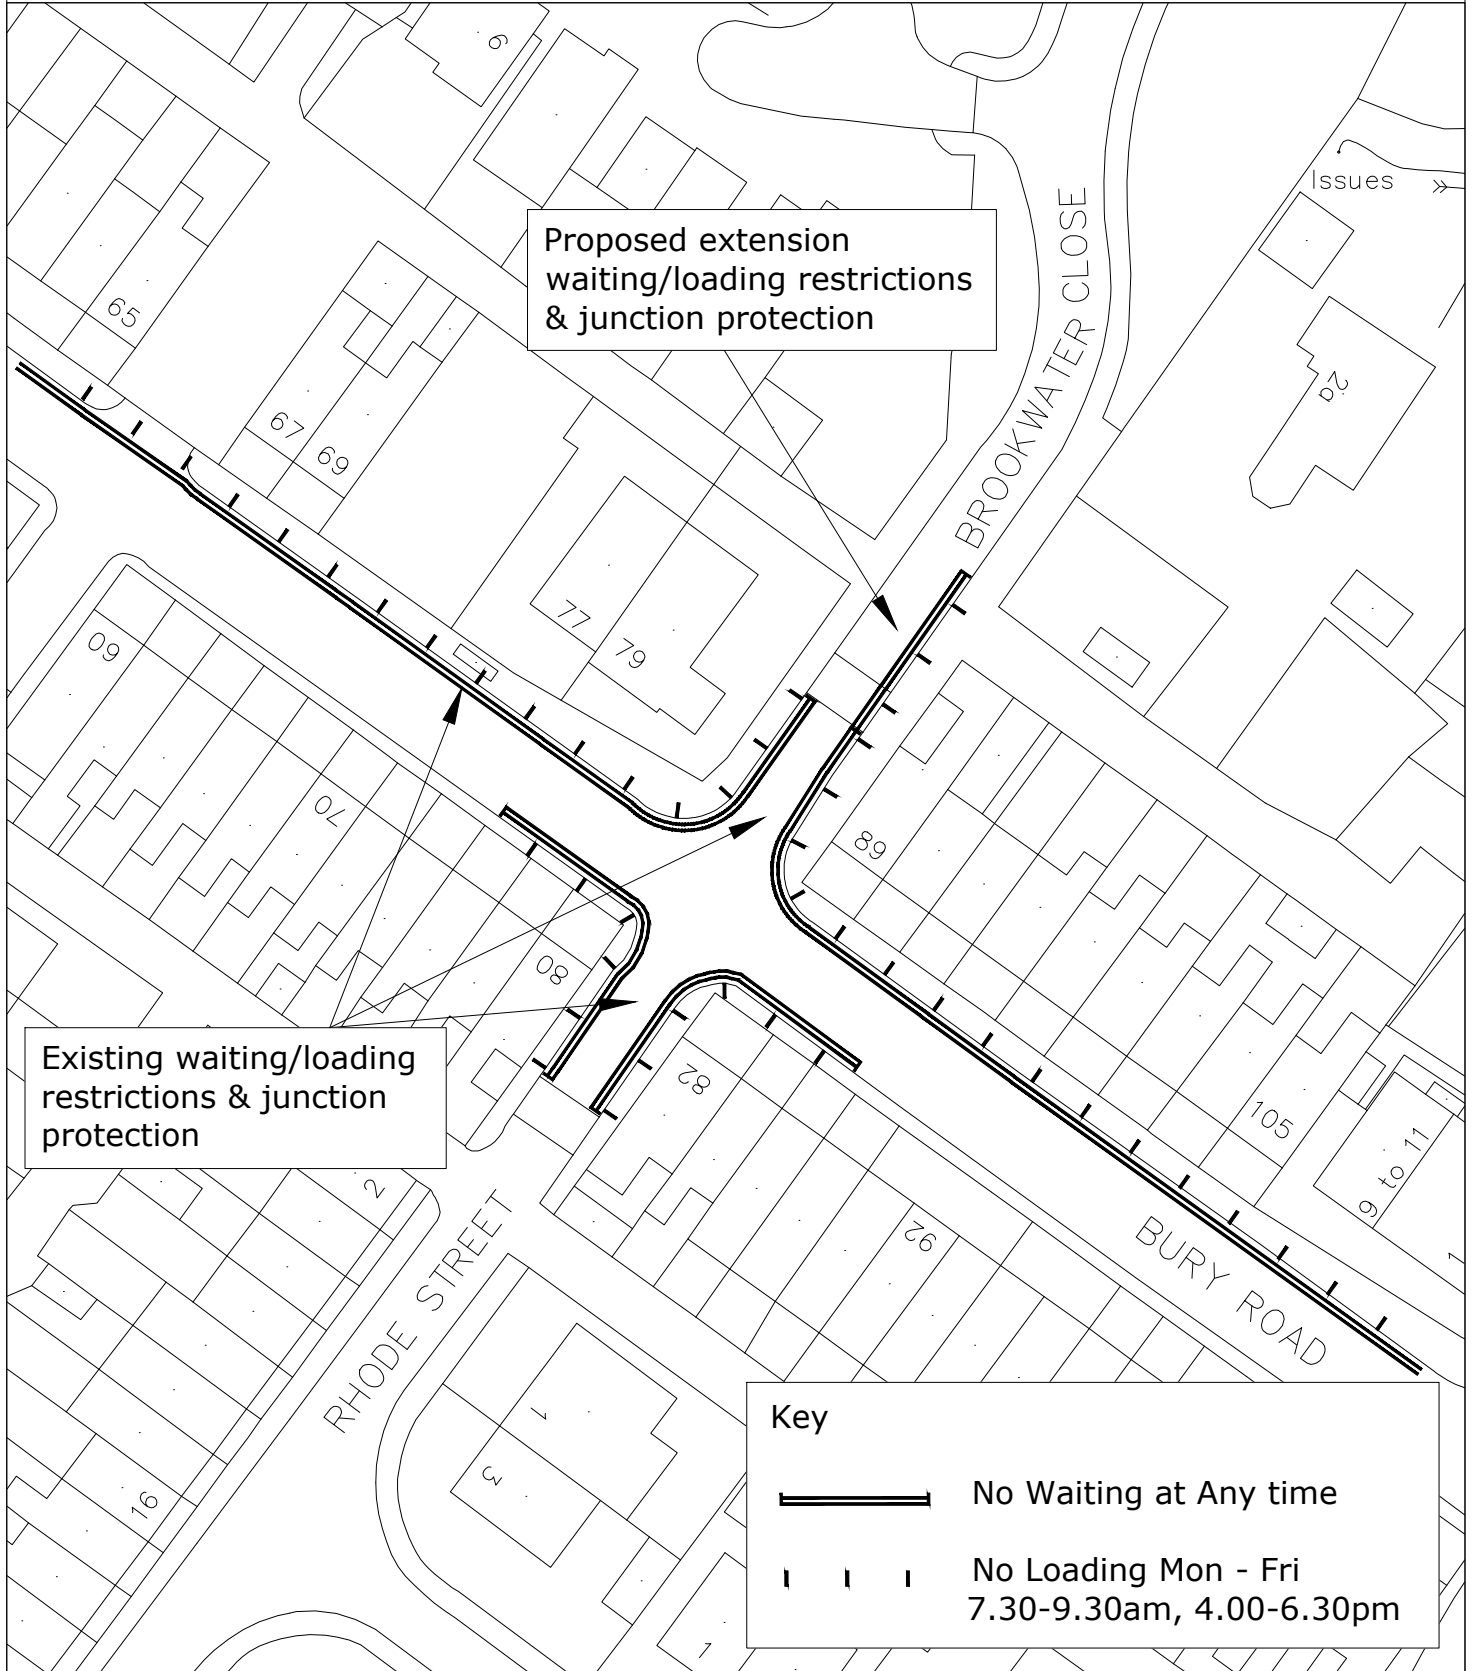 6
Issues
Proposed extension
waiting/loading restrictions
& junction protection
BROOKWATER CLOSE
65
2a
67
69
77
79
60
70
89
80
Existing waiting/loading
restrictions & junction
protection
82
105
9 to 11
2
92
1
BURY ROAD
RHODE STREET
1
3
16
1
Key
No Waiting at Any time
No Loading Mon - Fri
7.30-9.30am, 4.00-6.30pm